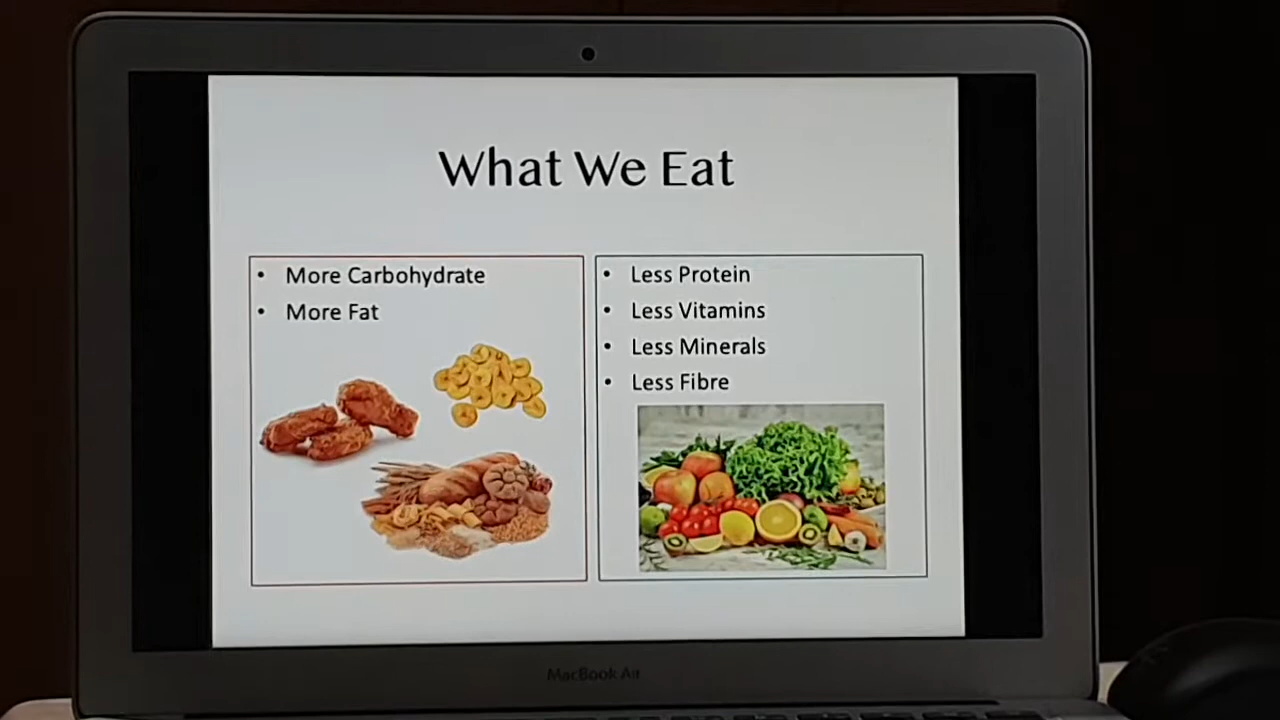 What We Eat
• More Carbohydrate
• More Fat
• Less Protein
• Less Vitamins
• Less Minerals
• Less Fibre
MacBook Air